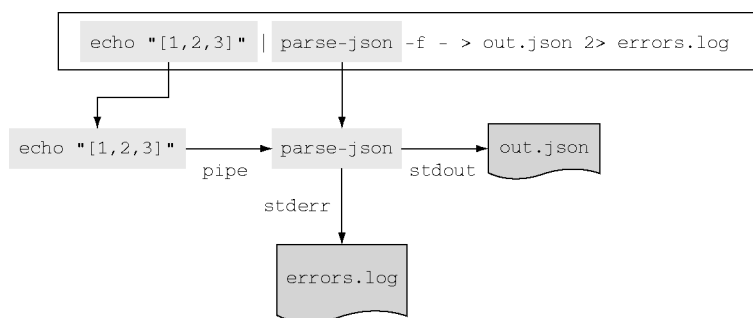 echo "[1,2,3]" | parse-json -f - > out.json 2> errors.log
echo "[1,2,3]"
pipe
parse-json
stdout
out.json
stderr
errors.log